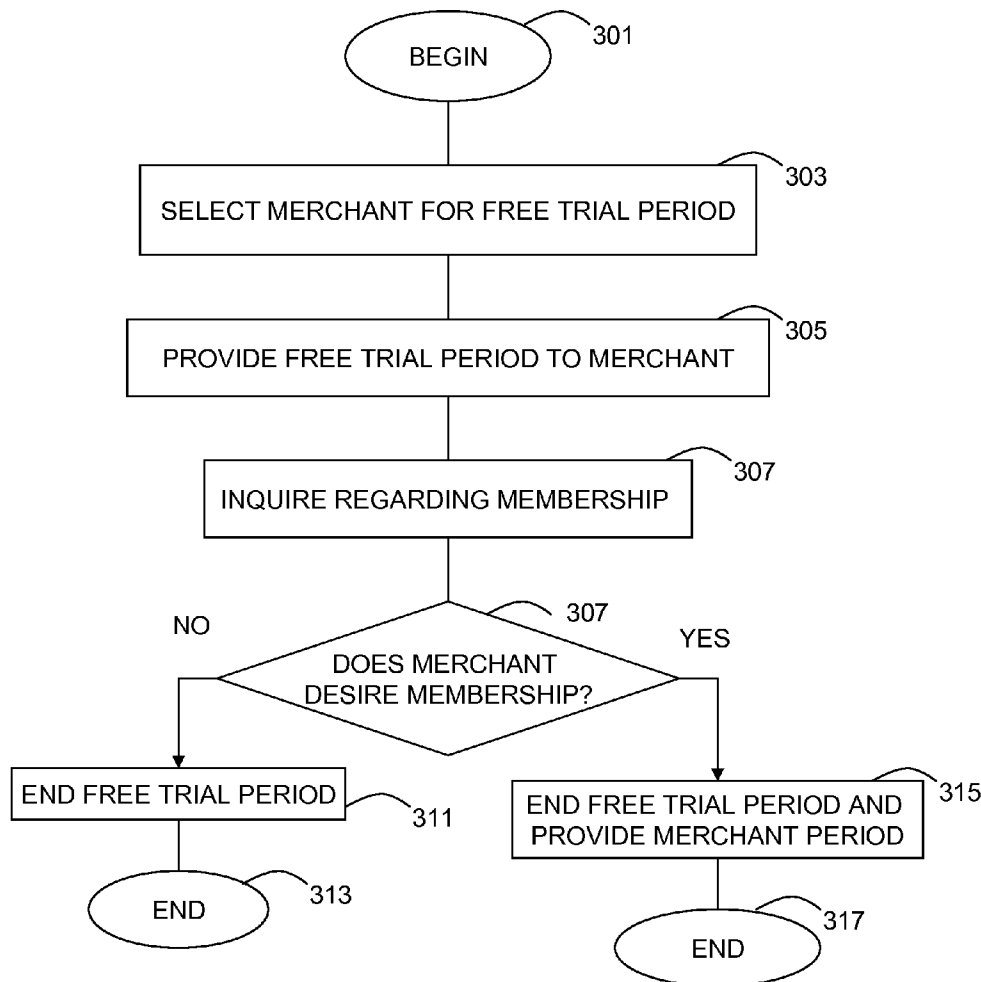 BEGIN
301
303
SELECT MERCHANT FOR FREE TRIAL PERIOD
305
PROVIDE FREE TRIAL PERIOD TO MERCHANT
307
INQUIRE REGARDING MEMBERSHIP
307
NO
YES
DOES MERCHANT
DESIRE MEMBERSHIP?
END FREE TRIAL PERIOD
311
315
END FREE TRIAL PERIOD AND
PROVIDE MERCHANT PERIOD
313
END
317
END